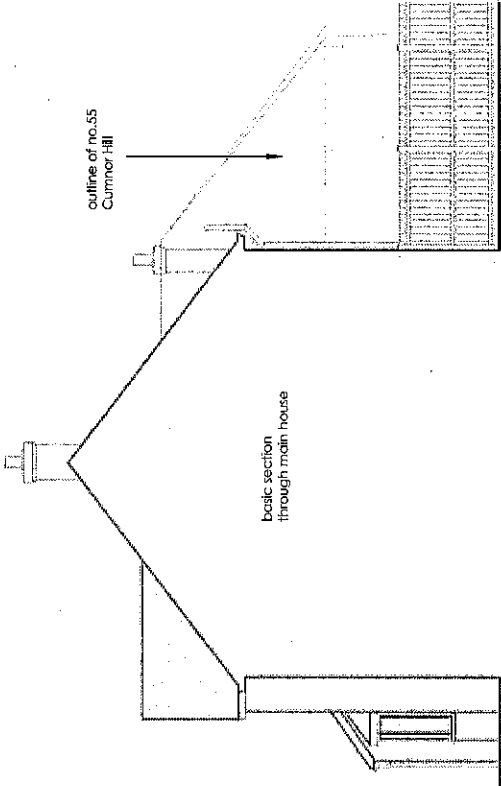 outline of no.55
Cumnor Hill
basic section
through main house